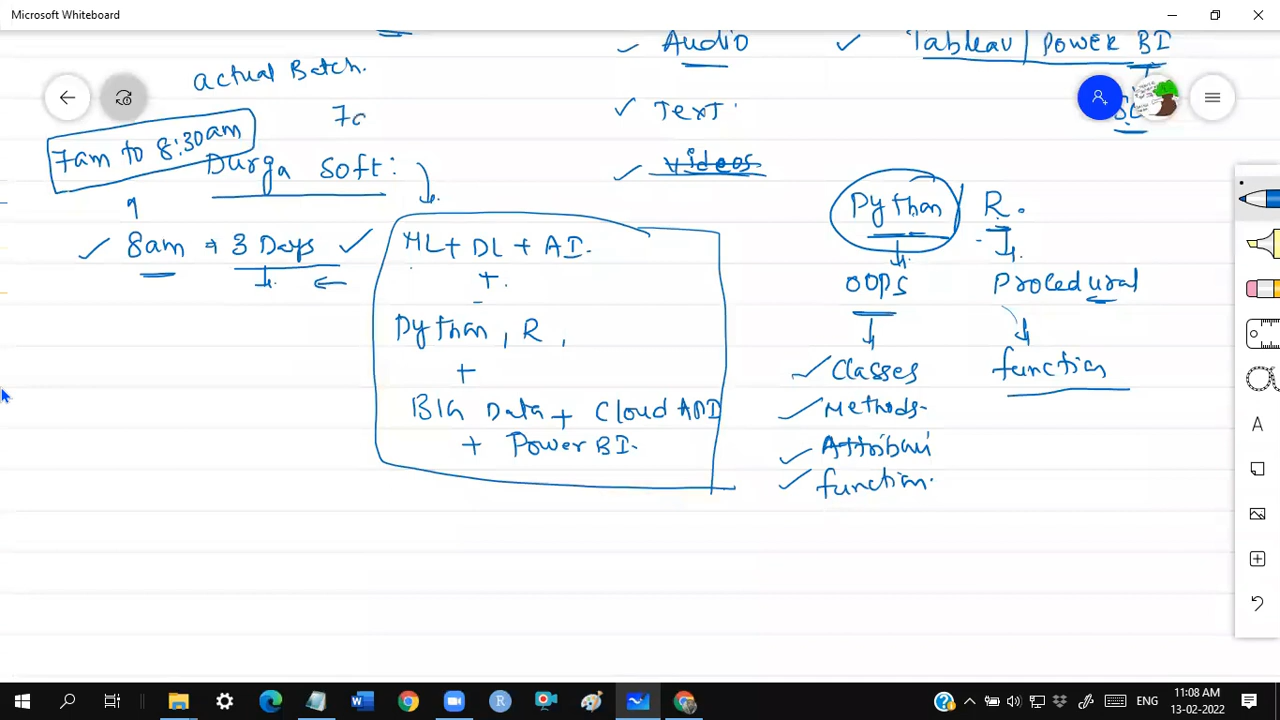 Microsoft Whiteboard
Audio
Tableau | POWER BI
actual Batch.
Text
7am to 8:30am
Durga Soft:
Videos
Python
R.
8am + 3 Days
ML + DL + AI.
OOPS
Procedural
+
Python, R,
+
Classes
function
BIG Data + Cloud API
Methods
+ Power BI.
Attributi
function
ENG
11:08 AM
13-02-2022